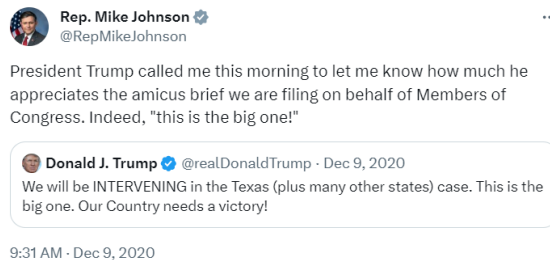 Rep. Mike Johnson
@RepMikeJohnson
President Trump called me this morning to let me know how much he
appreciates the amicus brief we are filing on behalf of Members of
Congress. Indeed, "this is the big one!"
Donald J. Trump @realDonaldTrump · Dec 9, 2020
We will be INTERVENING in the Texas (plus many other states) case. This is the
big one. Our Country needs a victory!
9:31 AM · Dec 9, 2020